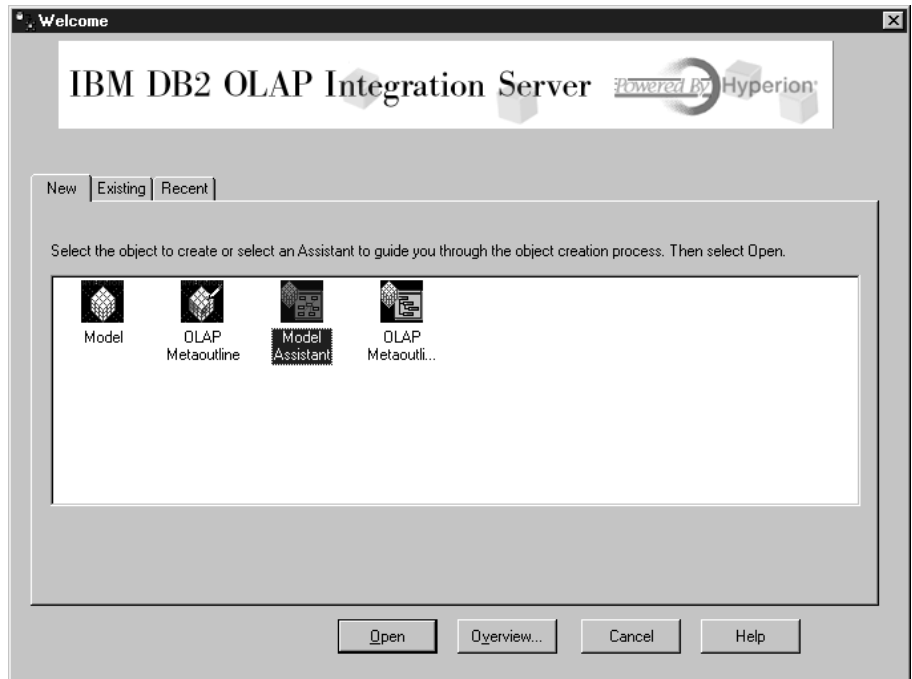 Welcome
IBM DB2 OLAP Integration Server Powered By Hyperion
New Existing Recent
Select the object to create or select an Assistant to guide you through the object creation process. Then select Open.
Model
OLAP
Metaoutline
Model
Assistant
OLAP
Metaoutli...
Open Overview... Cancel Help